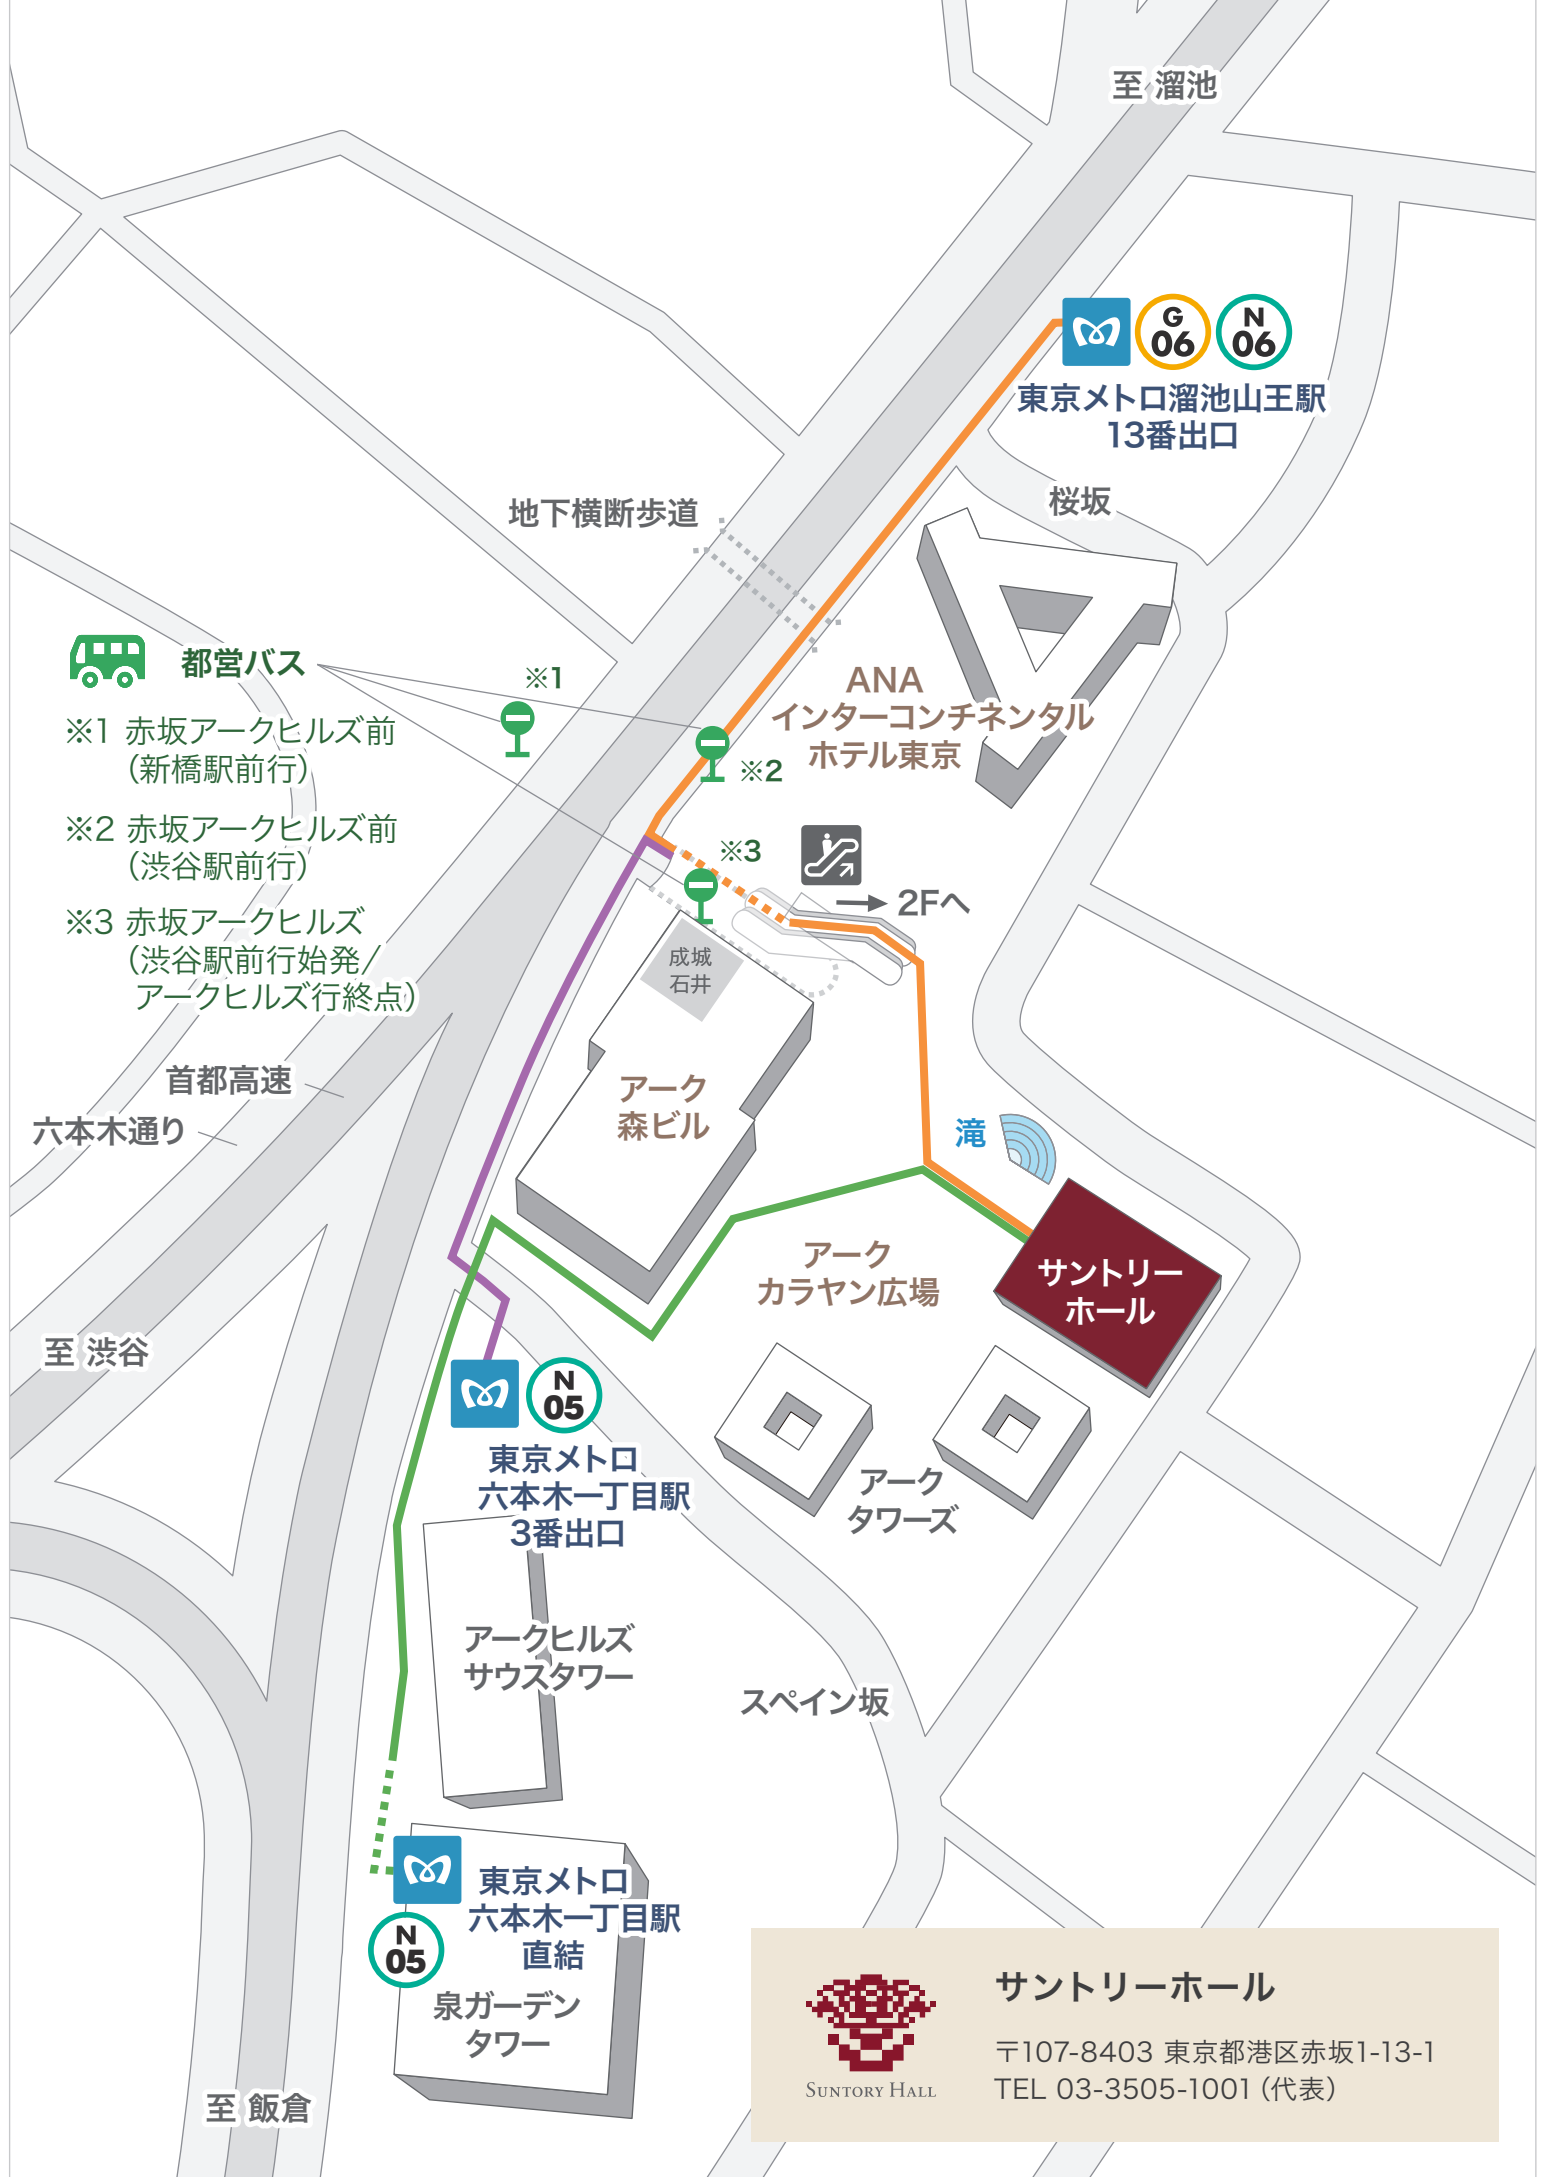 至 溜池
G
06
N
06
東京メトロ溜池山王駅
13番出口
桜坂
地下横断歩道
都営バス
※1
※1 赤坂アークヒルズ前
（新橋駅前行）
※2 赤坂アークヒルズ前
（渋谷駅前行）
※3 赤坂アークヒルズ
（渋谷駅前行始発/
アークヒルズ行終点）
※2
ANA
インターコンチネンタル
ホテル東京
※3
2Fへ
成城
石井
首都高速
六本木通り
アーク
森ビル
滝
アーク
カラヤン広場
サントリー
ホール
至 渋谷
N
05
東京メトロ
六本木一丁目駅
3番出口
アーク
タワーズ
アークヒルズ
サウスタワー
スペイン坂
東京メトロ
六本木一丁目駅
直結
N
05
泉ガーデン
タワー
至 飯倉
SUNTORY HALL
サントリーホール
〒107-8403 東京都港区赤坂1-13-1
TEL 03-3505-1001（代表）